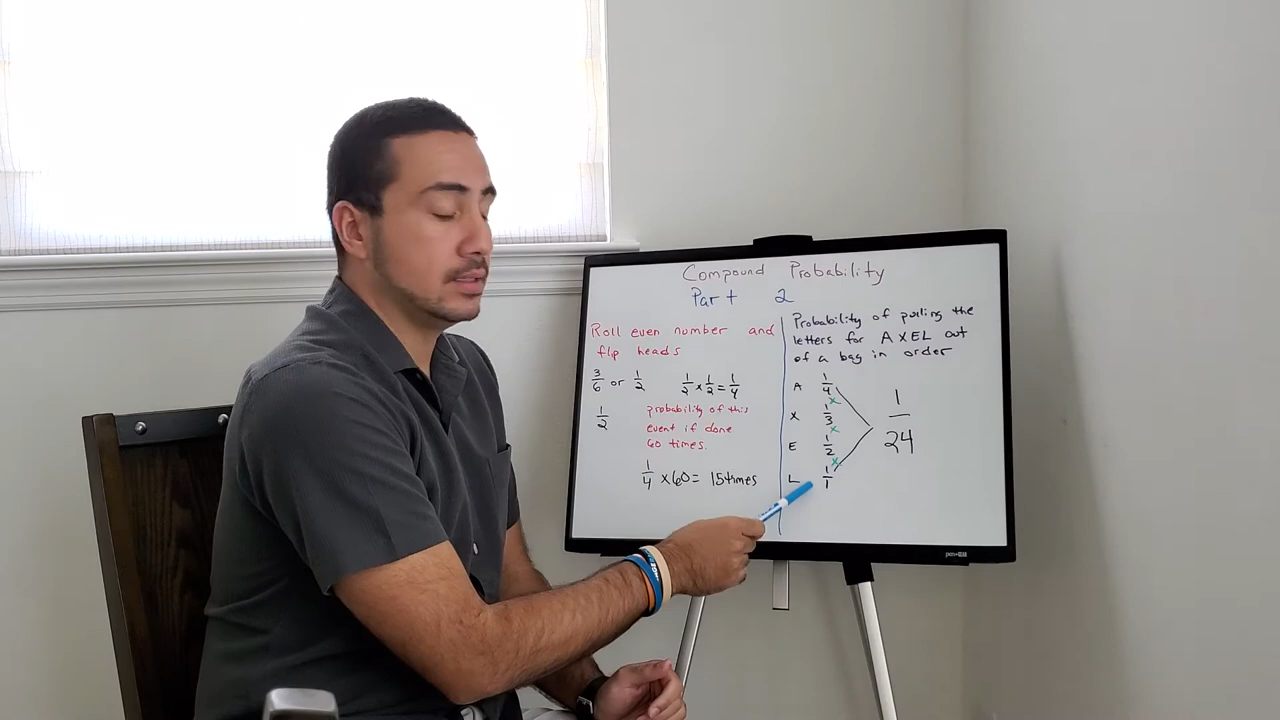 Compound Probability
Part 2
Roll even number and
flip heads
3/6 or 1/2
1/2 x 1/2 = 1/4
1/2
probability of this
event if done
60 times.
1/4 x 60 = 15 times
Probability of pulling the
letters for AXEL out
of a bag in order
A 1/4
x
X 1/3
x
E 1/2
x
L 1/1
1/24
pen+GEAR